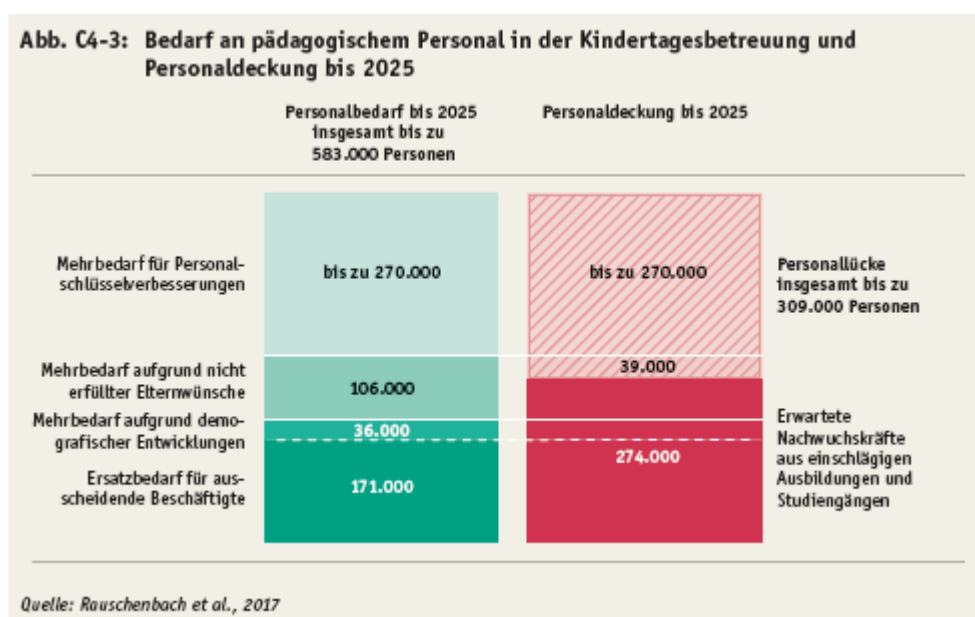 Abb. C4-3: Bedarf an pädagogischem Personal in der Kindertagesbetreuung und
Personaldeckung bis 2025
Personalbedarf bis 2025
insgesamt bis zu
583.000 Personen
Personaldeckung bis 2025
Mehrbedarf für Personal-
schlüsselverbesserungen
bis zu 270.000
bis zu 270.000
Personallücke
insgesamt bis zu
309.000 Personen
Mehrbedarf aufgrund nicht
erfüllter Elternwünsche
106.000
39.000
Mehrbedarf aufgrund demo-
grafischer Entwicklungen
36.000
Ersatzbedarf für aus-
scheidende Beschäftigte
171.000
274.000
Erwartete
Nachwuchskräfte
aus einschlägigen
Ausbildungen und
Studiengängen
Quelle: Rauschenbach et al., 2017